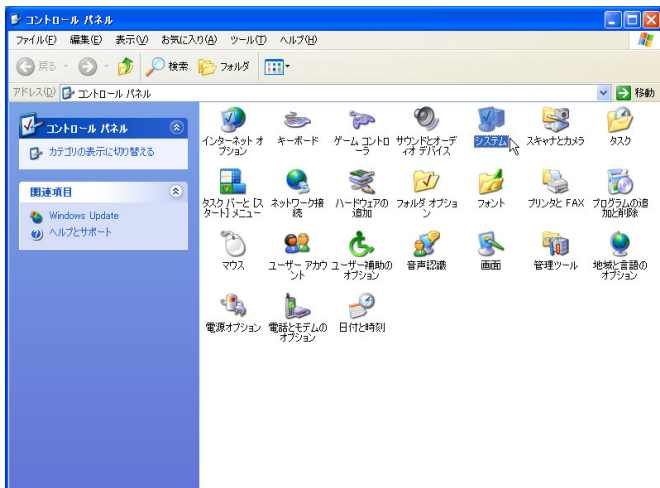 コントロール パネル
ファイル(F) 編集(E) 表示(V) お気に入り(A) ツール(T) ヘルプ(H)
戻る 検索 フォルダ
アドレス(D) コントロール パネル 移動
コントロール パネル
カテゴリの表示に切り替える
関連項目
Windows Update
ヘルプとサポート
インターネット オ
プション
キーボード
ゲーム コントロ
ーラ
サウンドとオーデ
ィオ デバイス
システム
スキャナとカメラ
タスク
タスク バーと [ス
タート] メニュー
ネットワーク接
続
ハードウェアの
追加
フォルダ オプショ
ン
フォント
プリンタと FAX
プログラムの追
加と削除
マウス
ユーザー アカウ
ント
ユーザー補助の
オプション
音声認識
画面
管理ツール
地域と言語の
オプション
電源オプション
電話とモデムの
オプション
日付と時刻